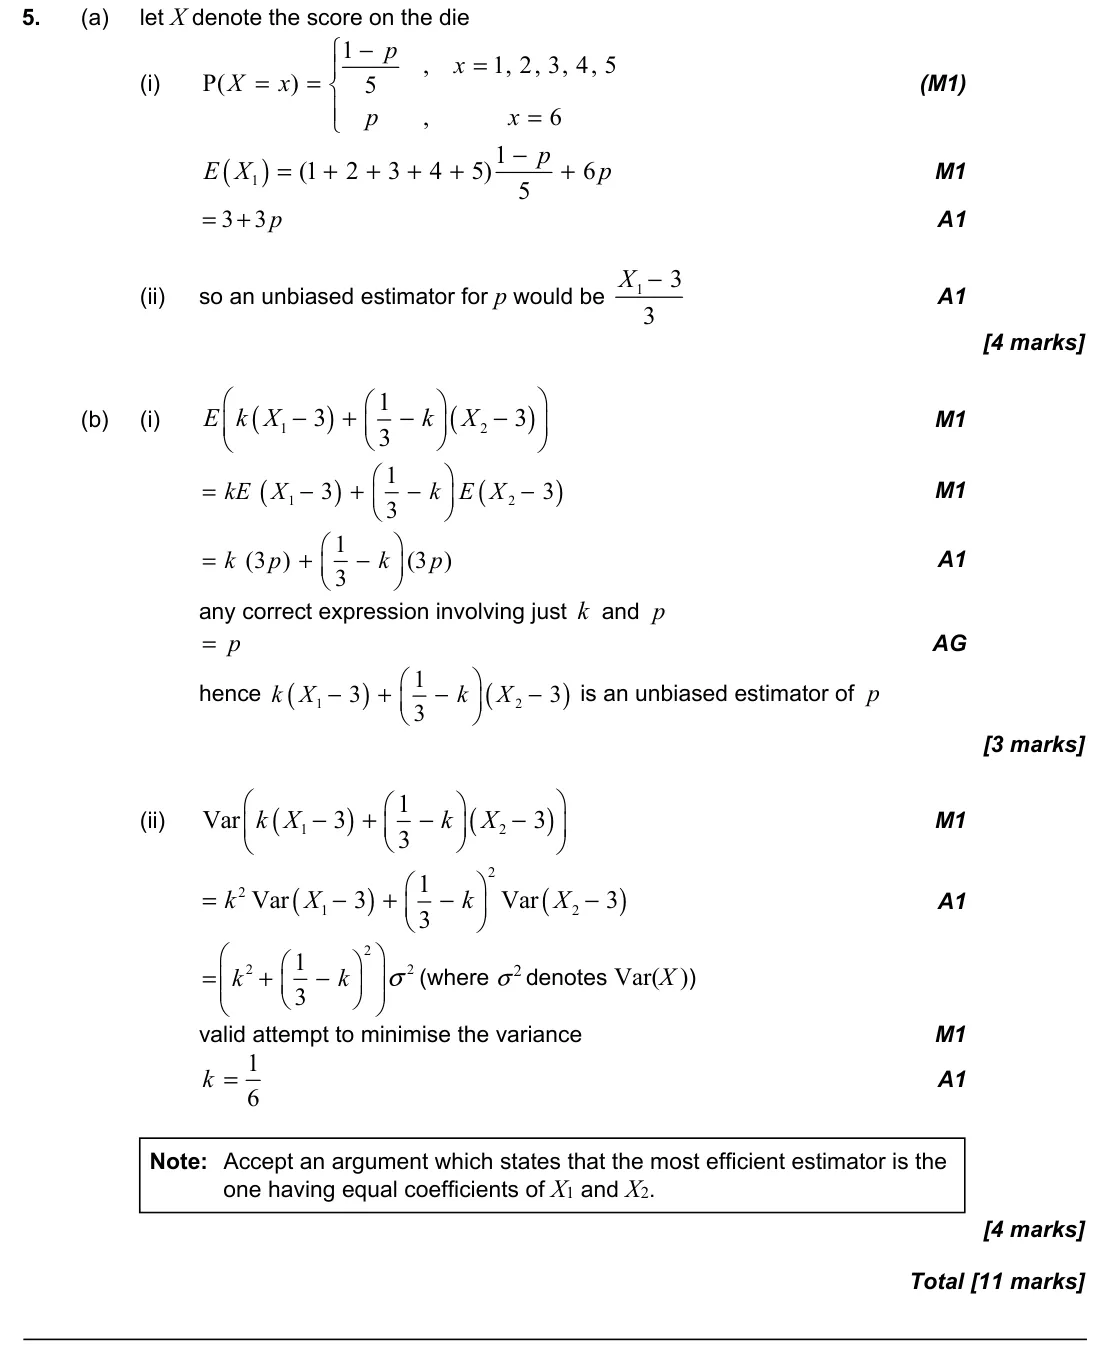 5. (a) let X denote the score on the die
(i) P(X = x) = { (1 − p)/5 , x = 1, 2, 3, 4, 5
p , x = 6 (M1)
E(X₁) = (1 + 2 + 3 + 4 + 5) (1 − p)/5 + 6p M1
= 3 + 3p A1
(ii) so an unbiased estimator for p would be (X₁ − 3)/3 A1
[4 marks]
(b) (i) E(k(X₁ − 3) + (1/3 − k)(X₂ − 3)) M1
= kE (X₁ − 3) + (1/3 − k)E(X₂ − 3) M1
= k (3p) + (1/3 − k)(3p) A1
any correct expression involving just k and p
= p AG
hence k(X₁ − 3) + (1/3 − k)(X₂ − 3) is an unbiased estimator of p
[3 marks]
(ii) Var(k(X₁ − 3) + (1/3 − k)(X₂ − 3)) M1
= k² Var(X₁ − 3) + (1/3 − k)² Var(X₂ − 3) A1
= (k² + (1/3 − k)²)σ² (where σ² denotes Var(X))
valid attempt to minimise the variance M1
k = 1/6 A1
Note: Accept an argument which states that the most efficient estimator is the
one having equal coefficients of X₁ and X₂.
[4 marks]
Total [11 marks]